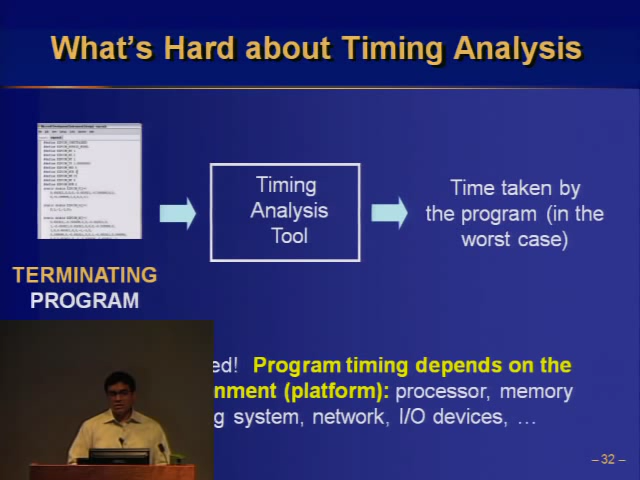 What's Hard about Timing Analysis
Timing
Analysis
Tool
Time taken by
the program (in the
worst case)
TERMINATING
PROGRAM
ed! Program timing depends on the
nment (platform): processor, memory
g system, network, I/O devices, …
– 32 –